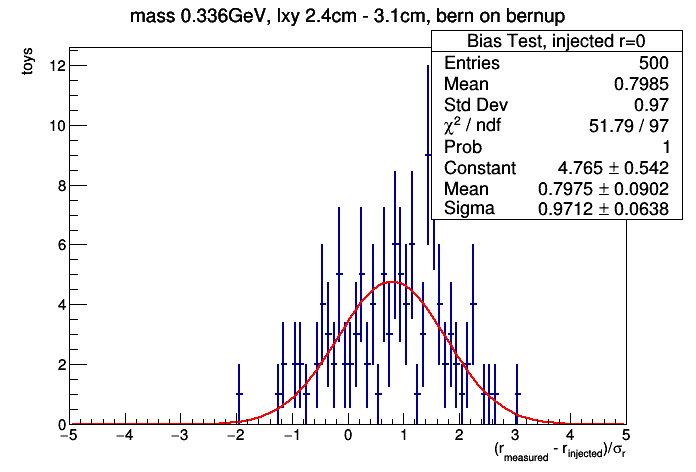 mass 0.336GeV, lxy 2.4cm - 3.1cm, bern on bernup
toys
Bias Test, injected r=0
Entries 500
Mean 0.7985
Std Dev 0.97
χ² / ndf 51.79 / 97
Prob 1
Constant 4.765 ± 0.542
Mean 0.7975 ± 0.0902
Sigma 0.9712 ± 0.0638
12
10
8
6
4
2
0
−5 −4 −3 −2 −1 0 1 2 3 4 5
(r_measured - r_injected)/σ_r